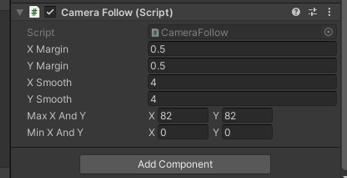 Camera Follow (Script)
Script CameraFollow
X Margin 0.5
Y Margin 0.5
X Smooth 4
Y Smooth 4
Max X And Y X 82 Y 82
Min X And Y X 0 Y 0
Add Component